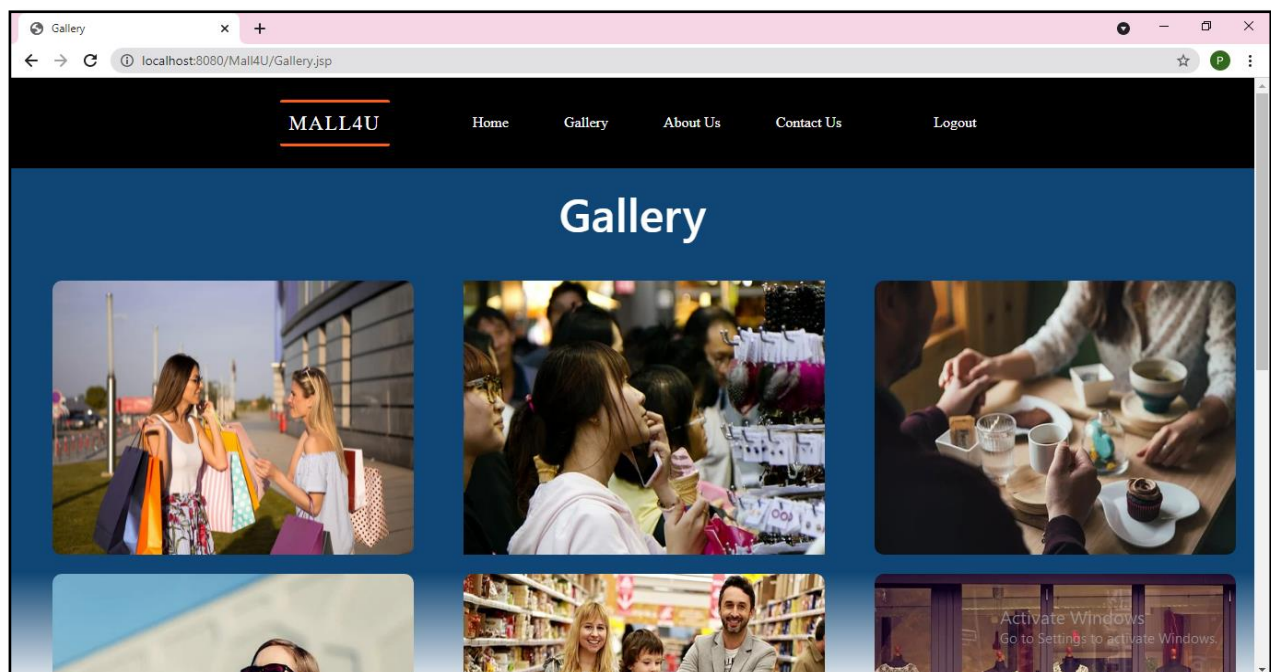 Gallery
localhost:8080/Mall4U/Gallery.jsp
P
MALL4U Home Gallery About Us Contact Us Logout
Gallery
Activate Windows
Go to Settings to activate Windows.